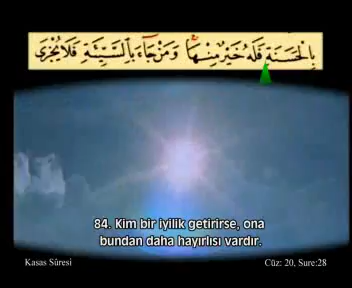 بِالْحَسَنَةِ فَلَهُ خَيْرٌ مِنْهَا وَمَنْ جَاءَ بِالسَّيِّئَةِ فَلَا يُجْزَى
84. Kim bir iyilik getirirse, ona
bundan daha hayırlısı vardır.
Kasas Sûresi
Cüz: 20, Sure:28